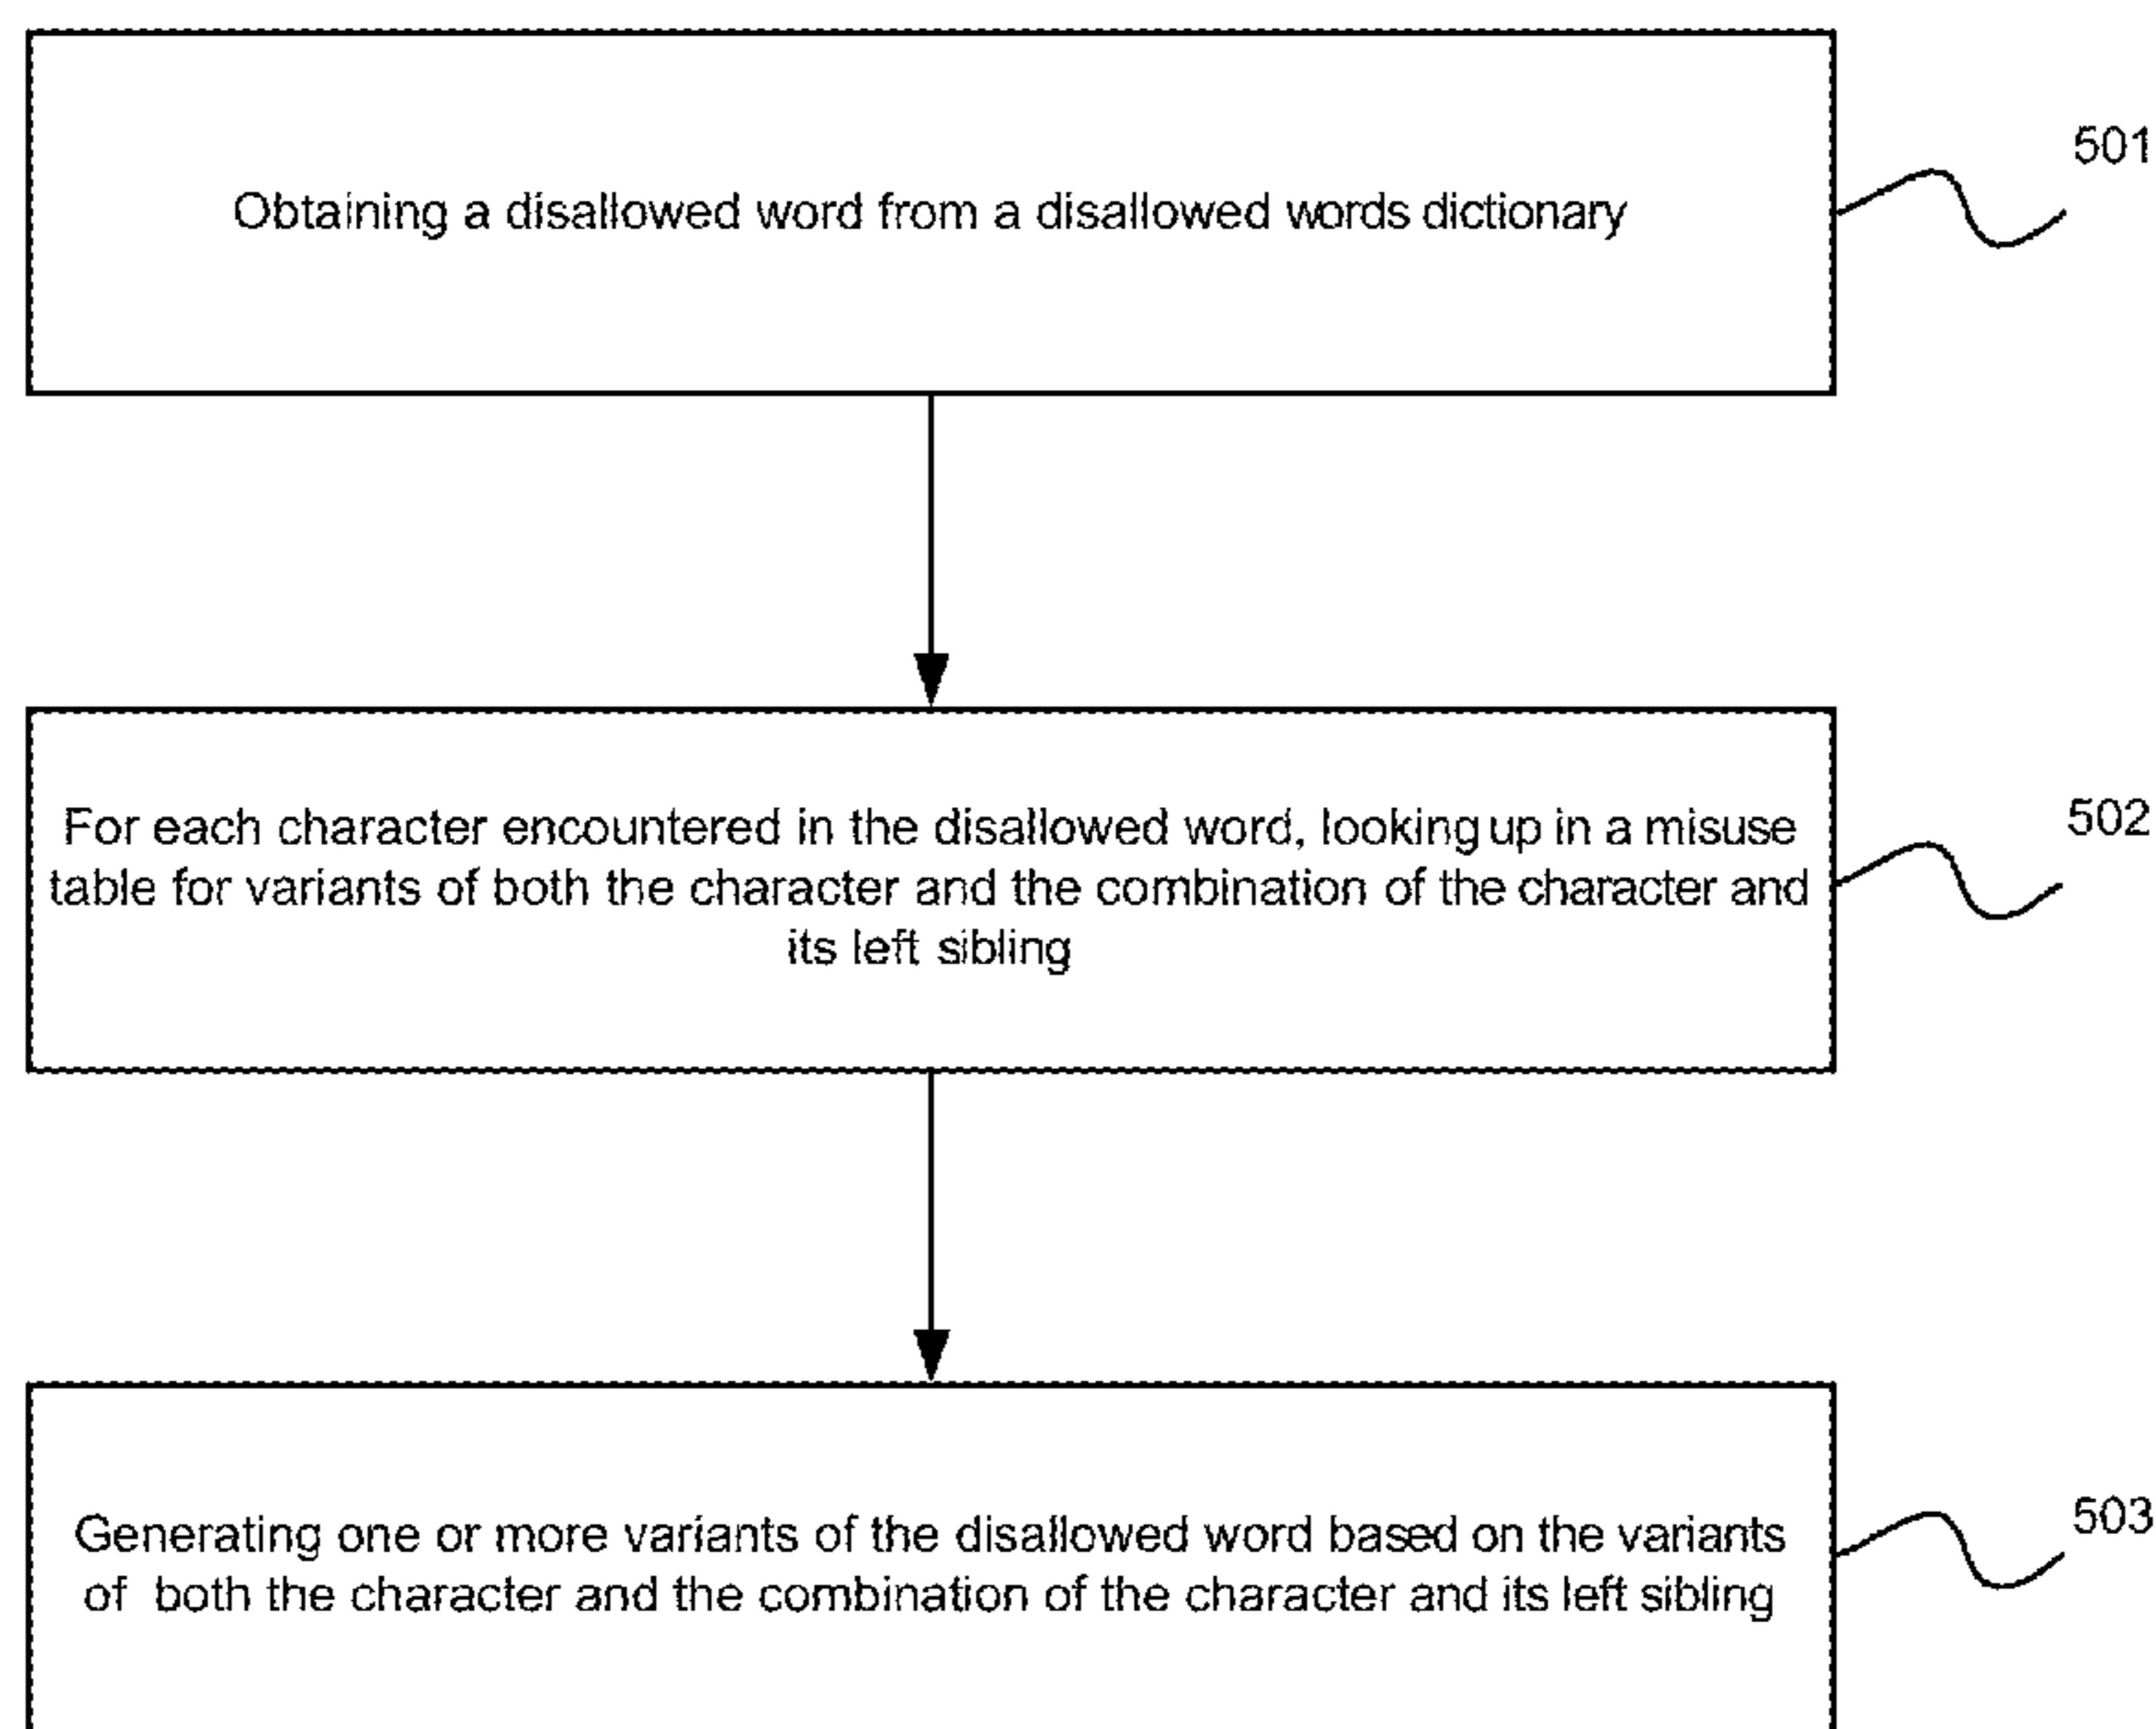 501
Obtaining a disallowed word from a disallowed words dictionary
502
For each character encountered in the disallowed word, looking up in a misuse
table for variants of both the character and the combination of the character and
its left sibling
503
Generating one or more variants of the disallowed word based on the variants
of both the character and the combination of the character and its left sibling